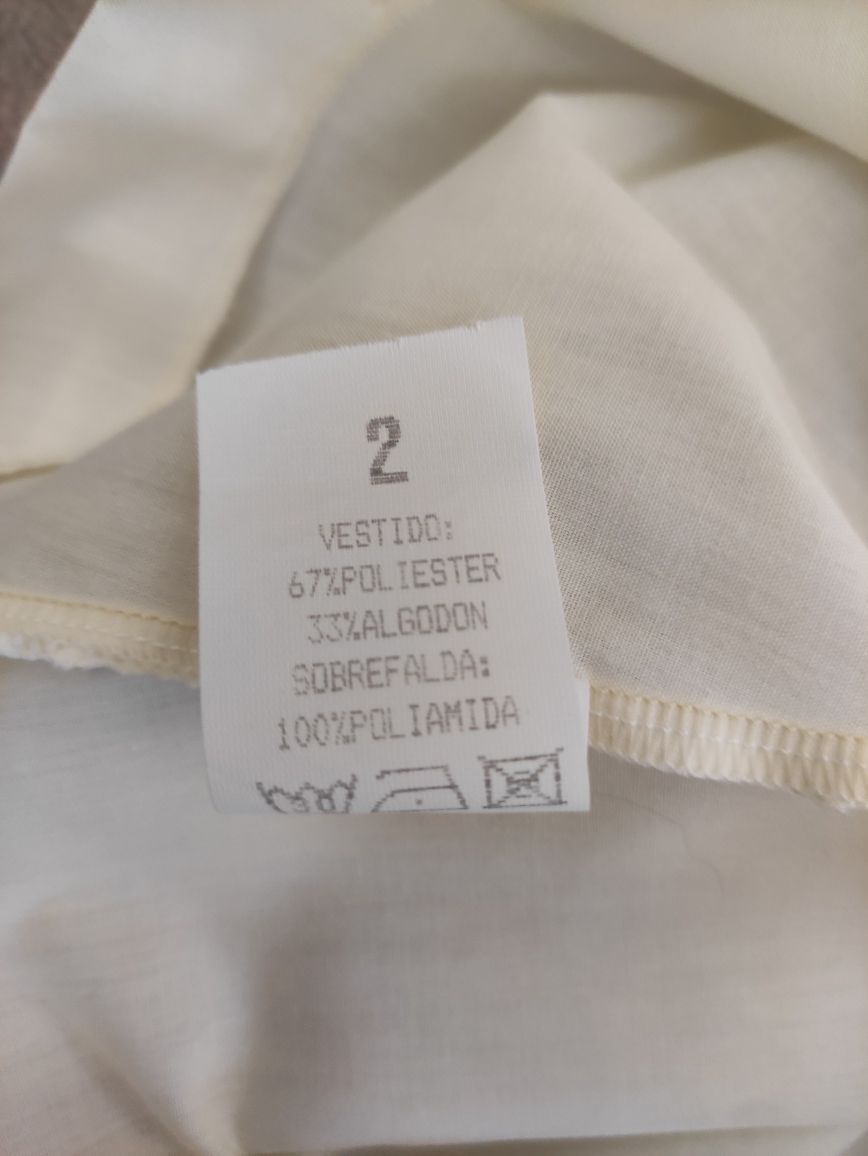 2
VESTIDO:
67%POLIESTER
33%ALGODON
SOBREFALDA:
100%POLIAMIDA